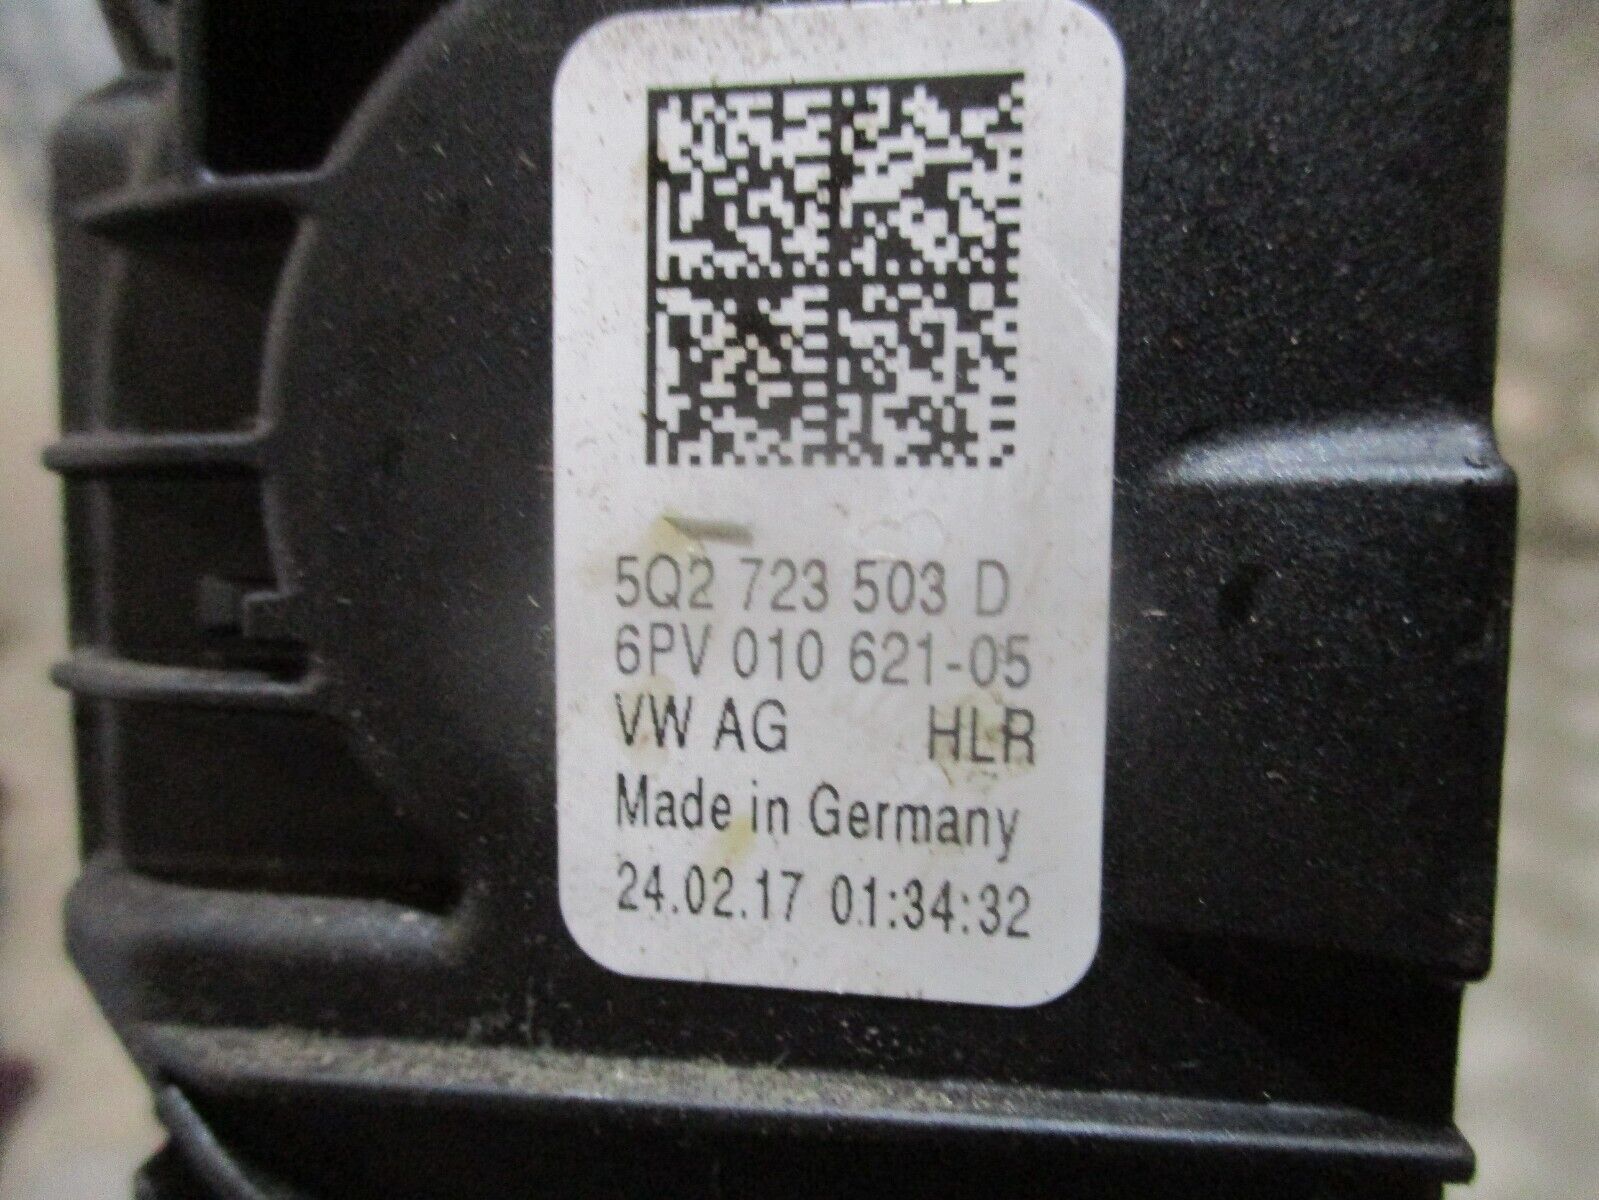 5Q2 723 503 D
6PV 010 621-05
VW AG HLR
Made in Germany
24.02.17 01:34:32